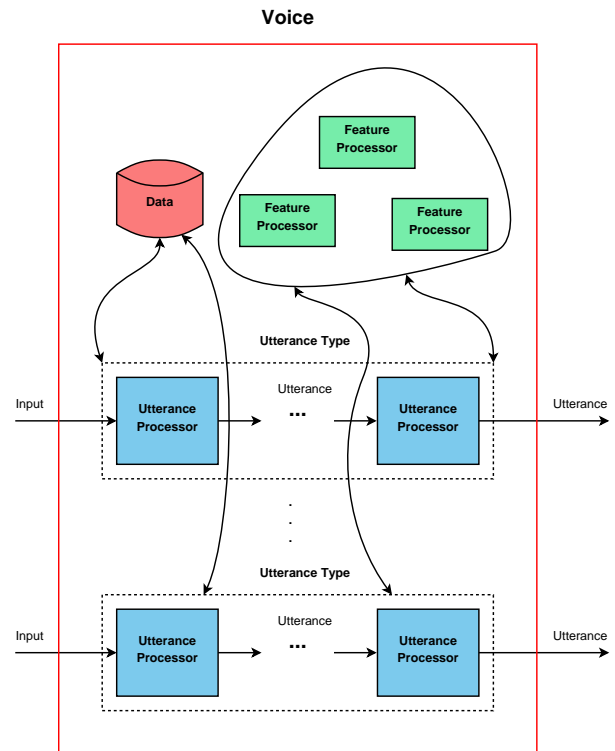 Voice
Feature
Processor
Data
Feature
Processor
Feature
Processor
Utterance Type
Input
Utterance
Processor
Utterance
...
Utterance
Processor
Utterance
.
.
.
Utterance Type
Input
Utterance
Processor
Utterance
...
Utterance
Processor
Utterance